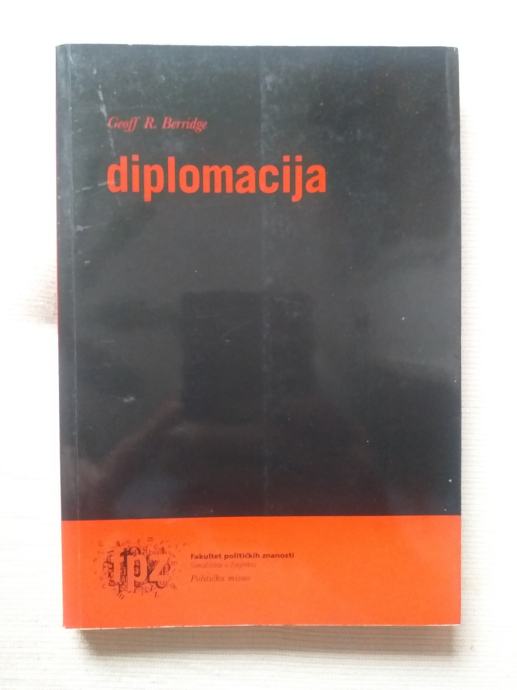 Geoff R. Berridge
diplomacija
fpz
Fakultet političkih znanosti
Sveučilišta u Zagrebu
Politička misao